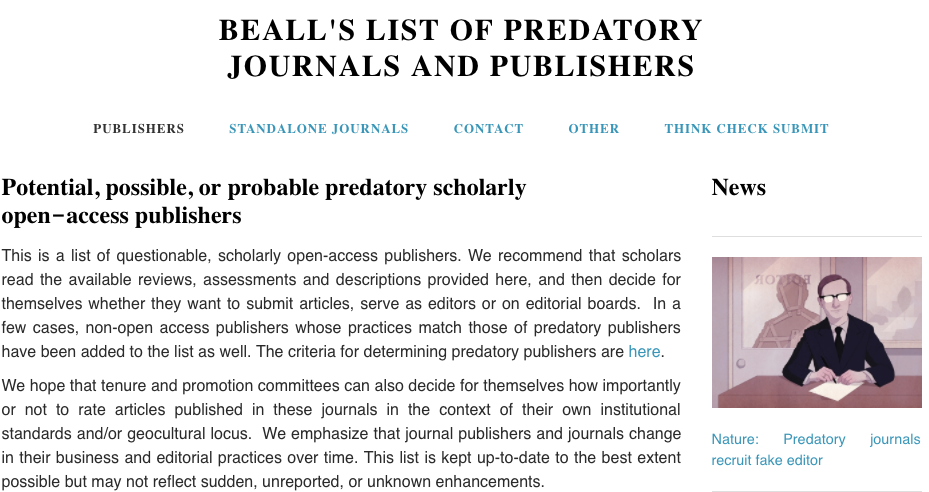 BEALL'S LIST OF PREDATORY
JOURNALS AND PUBLISHERS
PUBLISHERS STANDALONE JOURNALS CONTACT OTHER THINK CHECK SUBMIT
Potential, possible, or probable predatory scholarly
open–access publishers
This is a list of questionable, scholarly open-access publishers. We recommend that scholars
read the available reviews, assessments and descriptions provided here, and then decide for
themselves whether they want to submit articles, serve as editors or on editorial boards.  In a
few cases, non-open access publishers whose practices match those of predatory publishers
have been added to the list as well. The criteria for determining predatory publishers are here.
We hope that tenure and promotion committees can also decide for themselves how importantly
or not to rate articles published in these journals in the context of their own institutional
standards and/or geocultural locus.  We emphasize that journal publishers and journals change
in their business and editorial practices over time. This list is kept up-to-date to the best extent
possible but may not reflect sudden, unreported, or unknown enhancements.
News
EDITOR
Nature: Predatory journals
recruit fake editor